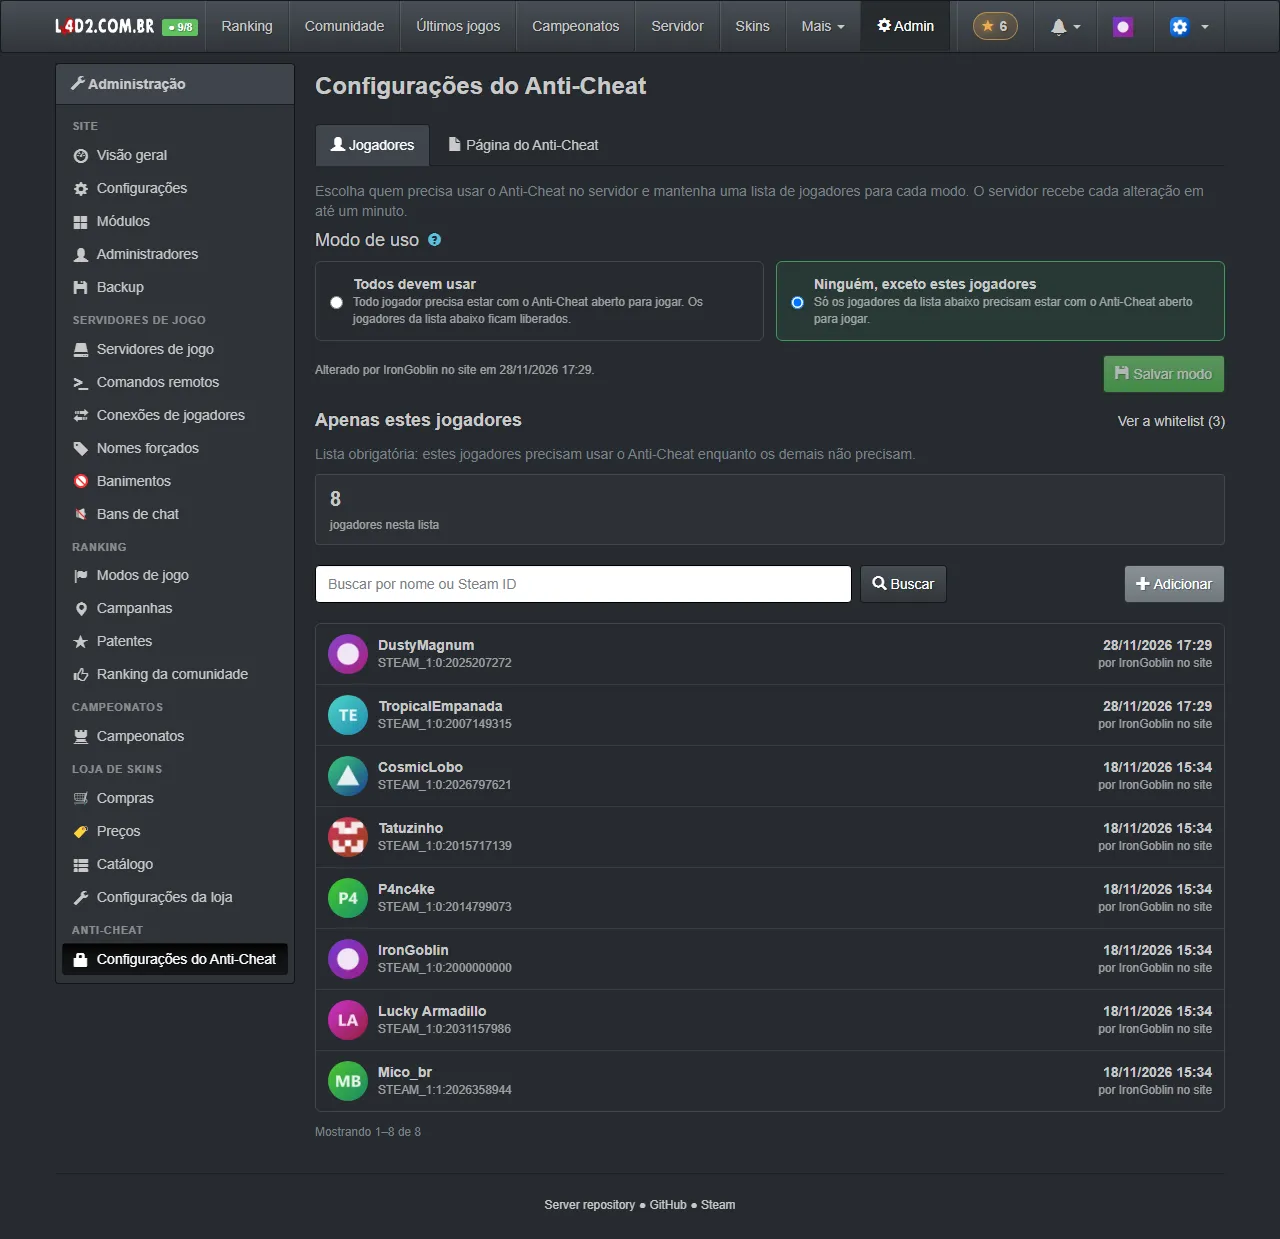 L4D2.COM.BR ● 9/8 Ranking Comunidade Últimos jogos Campeonatos Servidor Skins Mais Admin ★ 6
Administração
SITE
Visão geral
Configurações
Módulos
Administradores
Backup
SERVIDORES DE JOGO
Servidores de jogo
Comandos remotos
Conexões de jogadores
Nomes forçados
Banimentos
Bans de chat
RANKING
Modos de jogo
Campanhas
Patentes
Ranking da comunidade
CAMPEONATOS
Campeonatos
LOJA DE SKINS
Compras
Preços
Catálogo
Configurações da loja
ANTI-CHEAT
Configurações do Anti-Cheat
Configurações do Anti-Cheat
Jogadores Página do Anti-Cheat
Escolha quem precisa usar o Anti-Cheat no servidor e mantenha uma lista de jogadores para cada modo. O servidor recebe cada alteração em
até um minuto.
Modo de uso ?
Todos devem usar
Todo jogador precisa estar com o Anti-Cheat aberto para jogar. Os
jogadores da lista abaixo ficam liberados.
Ninguém, exceto estes jogadores
Só os jogadores da lista abaixo precisam estar com o Anti-Cheat aberto
para jogar.
Alterado por IronGoblin no site em 28/11/2026 17:29.
Salvar modo
Apenas estes jogadores
Ver a whitelist (3)
Lista obrigatória: estes jogadores precisam usar o Anti-Cheat enquanto os demais não precisam.
8
jogadores nesta lista
Buscar por nome ou Steam ID
Buscar
Adicionar
DustyMagnum 28/11/2026 17:29
STEAM_1:0:2025207272 por IronGoblin no site
TE
TropicalEmpanada 28/11/2026 17:29
STEAM_1:0:2007149315 por IronGoblin no site
CosmicLobo 18/11/2026 15:34
STEAM_1:0:2026797621 por IronGoblin no site
Tatuzinho 18/11/2026 15:34
STEAM_1:0:2015717139 por IronGoblin no site
P4
P4nc4ke 18/11/2026 15:34
STEAM_1:0:2014799073 por IronGoblin no site
IronGoblin 18/11/2026 15:34
STEAM_1:0:2000000000 por IronGoblin no site
LA
Lucky Armadillo 18/11/2026 15:34
STEAM_1:0:2031157986 por IronGoblin no site
MB
Mico_br 18/11/2026 15:34
STEAM_1:1:2026358944 por IronGoblin no site
Mostrando 1–8 de 8
Server repository ● GitHub ● Steam